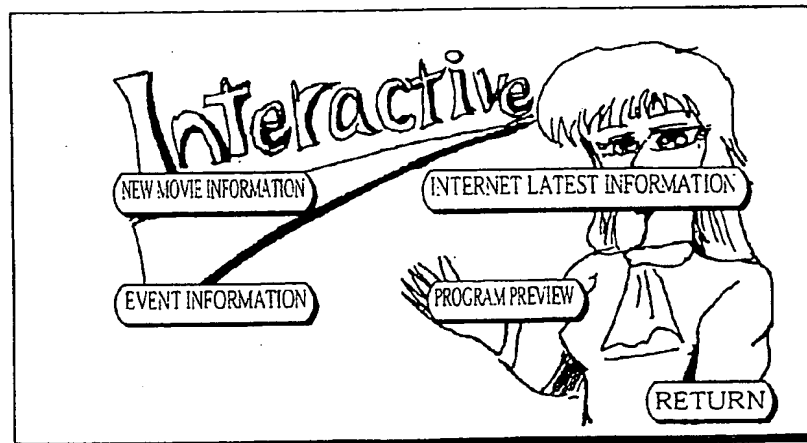 Interactive
NEW MOVIE INFORMATION
INTERNET LATEST INFORMATION
EVENT INFORMATION
PROGRAM PREVIEW
RETURN